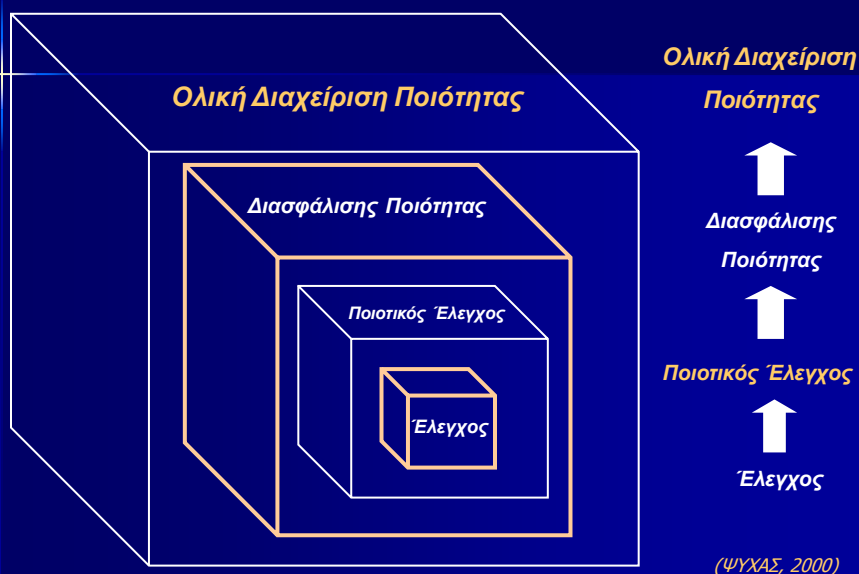 Ολική Διαχείριση Ποιότητας
Διασφάλισης Ποιότητας
Ποιοτικός Έλεγχος
Έλεγχος
Ολική Διαχείριση
Ποιότητας
Διασφάλισης
Ποιότητας
Ποιοτικός Έλεγχος
Έλεγχος
(ΨΥΧΑΣ, 2000)